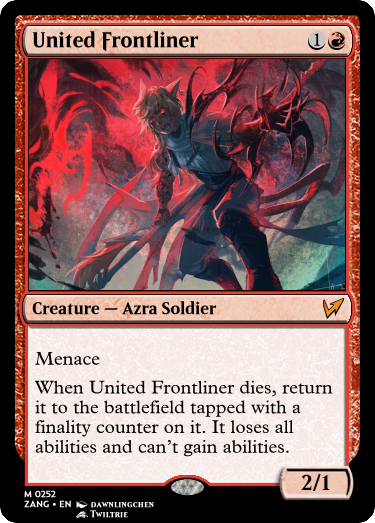 United Frontliner 1
Creature — Azra Soldier
Menace
When United Frontliner dies, return
it to the battlefield tapped with a
finality counter on it. It loses all
abilities and can't gain abilities.
2/1
M 0252
ZANG • EN DAWNLINGCHEN
TWILTRIE